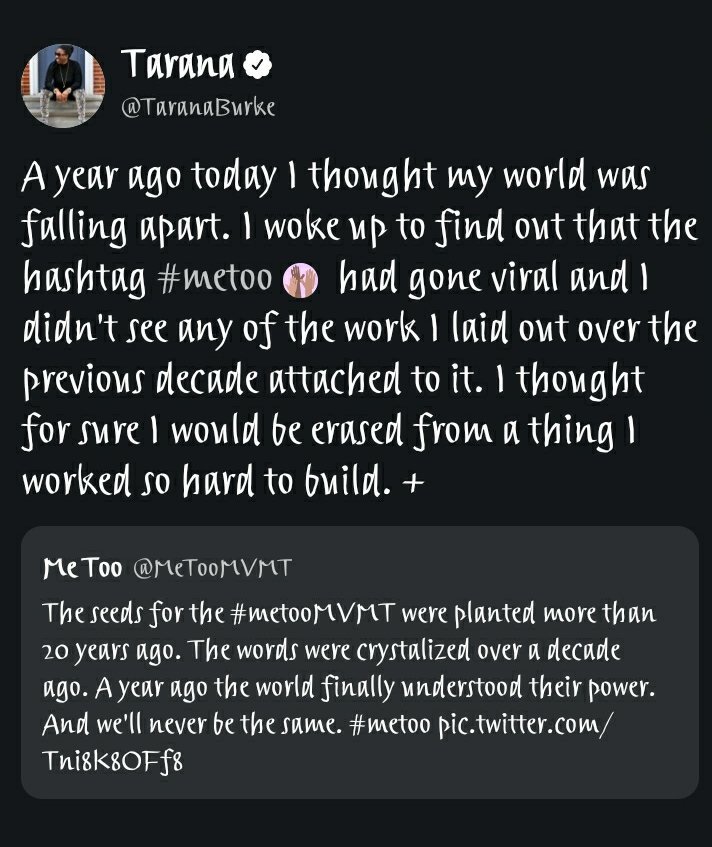 Tarana
@TaranaBurke
A year ago today I thought my world was
falling apart. I woke up to find out that the
hashtag #metoo had gone viral and I
didn't see any of the work I laid out over the
previous decade attached to it. I thought
for sure I would be erased from a thing I
worked so hard to build. +
Me Too @MeTooMVMT
The seeds for the #metooMVMT were planted more than
20 years ago. The words were crystalized over a decade
ago. A year ago the world finally understood their power.
And we'll never be the same. #metoo pic.twitter.com/
Tni8K8OFf8